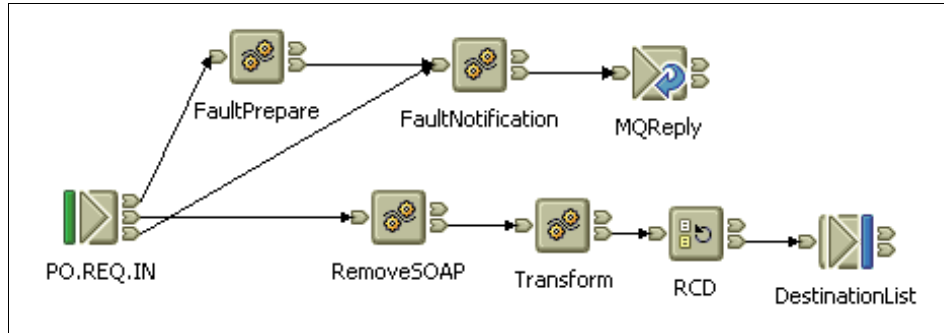 FaultPrepare
FaultNotification
MQReply
PO.REQ.IN
RemoveSOAP
Transform
RCD
DestinationList